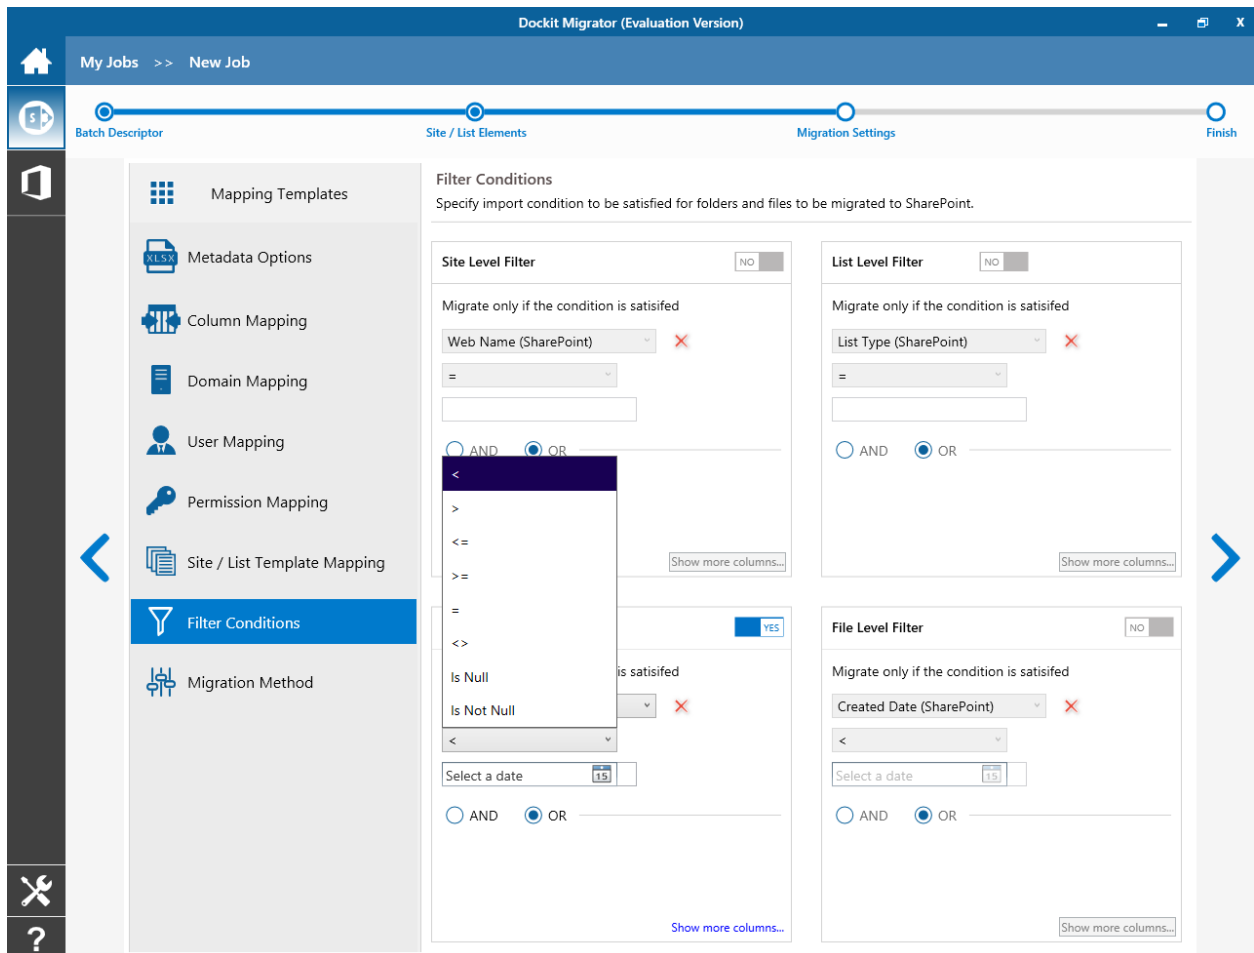 Dockit Migrator (Evaluation Version)
X
My Jobs >> New Job
Batch Descriptor
Site / List Elements
Migration Settings
Finish
Mapping Templates
XLSX
Metadata Options
Column Mapping
Domain Mapping
User Mapping
Permission Mapping
Site / List Template Mapping
Filter Conditions
Migration Method
?
Filter Conditions
Specify import condition to be satisfied for folders and files to be migrated to SharePoint.
Site Level Filter
NO
Migrate only if the condition is satisifed
Web Name (SharePoint)
=
AND OR
Show more columns...
List Level Filter
NO
Migrate only if the condition is satisifed
List Type (SharePoint)
=
AND OR
Show more columns...
<
>
<=
>=
=
<>
Is Null
Is Not Null
YES
is satisifed
<
Select a date 15
AND OR
Show more columns...
File Level Filter
NO
Migrate only if the condition is satisifed
Created Date (SharePoint)
<
Select a date 15
AND OR
Show more columns...